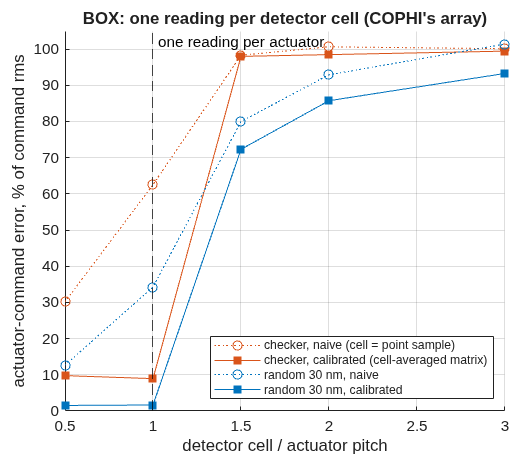 BOX: one reading per detector cell (COPHI's array)
one reading per actuator
actuator-command error, % of command rms
100
90
80
70
60
50
40
30
20
10
0
checker, naive (cell = point sample)
checker, calibrated (cell-averaged matrix)
random 30 nm, naive
random 30 nm, calibrated
0.5
1
1.5
2
2.5
3
detector cell / actuator pitch